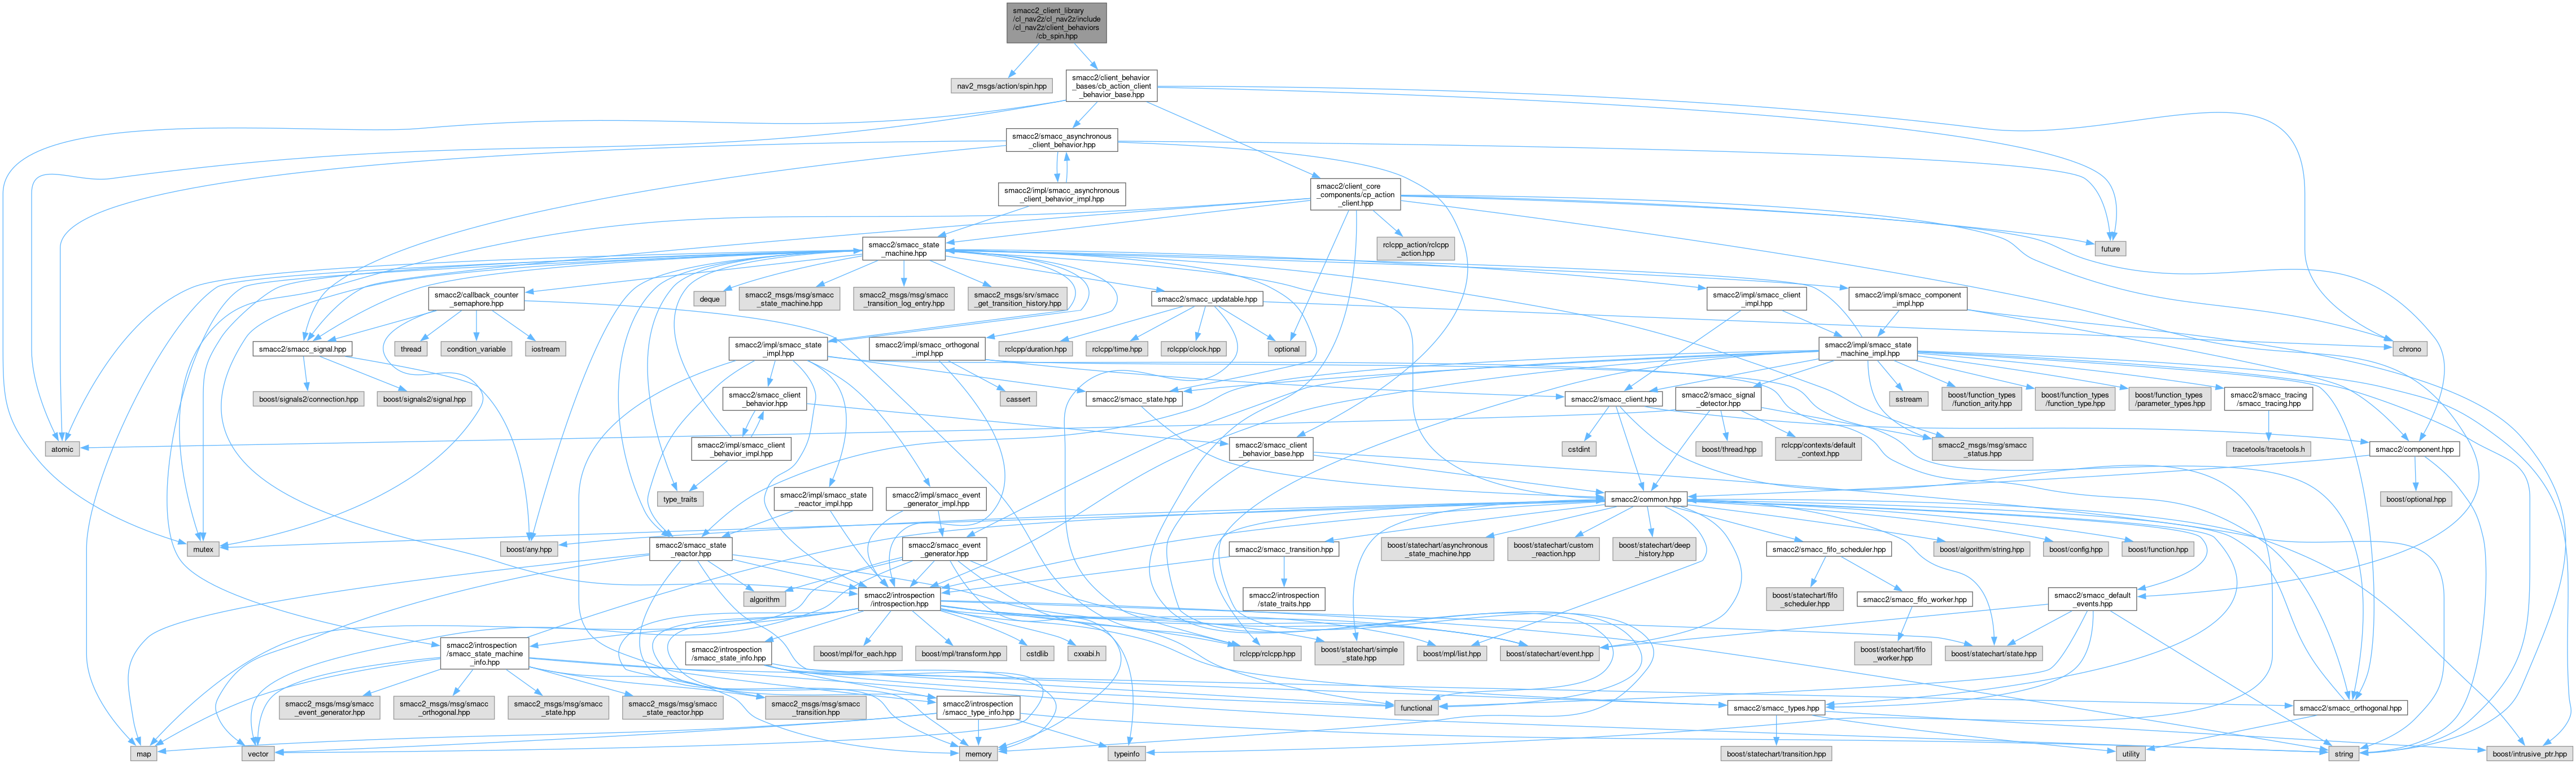 smacc2_client_library
/cl_nav2z/cl_nav2z/include
/cl_nav2z/client_behaviors
/cb_spin.hpp
nav2_msgs/action/spin.hpp
smacc2/client_behavior
_bases/cb_action_client
_behavior_base.hpp
smacc2/smacc_asynchronous
_client_behavior.hpp
smacc2/impl/smacc_asynchronous
_client_behavior_impl.hpp
smacc2/client_core
_components/cp_action
_client.hpp
smacc2/smacc_state
_machine.hpp
rclcpp_action/rclcpp
_action.hpp
future
smacc2/callback_counter
_semaphore.hpp
deque
smacc2_msgs/msg/smacc
_state_machine.hpp
smacc2_msgs/msg/smacc
_transition_log_entry.hpp
smacc2_msgs/srv/smacc
_get_transition_history.hpp
smacc2/smacc_updatable.hpp
smacc2/impl/smacc_client
_impl.hpp
smacc2/impl/smacc_component
_impl.hpp
smacc2/smacc_signal.hpp
thread
condition_variable
iostream
smacc2/impl/smacc_state
_impl.hpp
smacc2/impl/smacc_orthogonal
_impl.hpp
rclcpp/duration.hpp
rclcpp/time.hpp
rclcpp/clock.hpp
optional
smacc2/impl/smacc_state
_machine_impl.hpp
chrono
boost/signals2/connection.hpp
boost/signals2/signal.hpp
smacc2/smacc_client
_behavior.hpp
cassert
smacc2/smacc_state.hpp
smacc2/smacc_client.hpp
smacc2/smacc_signal
_detector.hpp
sstream
boost/function_types
/function_arity.hpp
boost/function_types
/function_type.hpp
boost/function_types
/parameter_types.hpp
smacc2/smacc_tracing
/smacc_tracing.hpp
atomic
smacc2/impl/smacc_client
_behavior_impl.hpp
smacc2/smacc_client
_behavior_base.hpp
cstdint
boost/thread.hpp
rclcpp/contexts/default
_context.hpp
smacc2_msgs/msg/smacc
_status.hpp
tracetools/tracetools.h
smacc2/component.hpp
type_traits
smacc2/impl/smacc_state
_reactor_impl.hpp
smacc2/impl/smacc_event
_generator_impl.hpp
smacc2/common.hpp
boost/optional.hpp
mutex
boost/any.hpp
smacc2/smacc_state
_reactor.hpp
smacc2/smacc_event
_generator.hpp
smacc2/smacc_transition.hpp
boost/statechart/asynchronous
_state_machine.hpp
boost/statechart/custom
_reaction.hpp
boost/statechart/deep
_history.hpp
smacc2/smacc_fifo_scheduler.hpp
boost/algorithm/string.hpp
boost/config.hpp
boost/function.hpp
algorithm
smacc2/introspection
/introspection.hpp
smacc2/introspection
/state_traits.hpp
boost/statechart/fifo
_scheduler.hpp
smacc2/smacc_fifo_worker.hpp
smacc2/smacc_default
_events.hpp
smacc2/introspection
/smacc_state_machine
_info.hpp
smacc2/introspection
/smacc_state_info.hpp
boost/mpl/for_each.hpp
boost/mpl/transform.hpp
cstdlib
cxxabi.h
rclcpp/rclcpp.hpp
boost/statechart/simple
_state.hpp
boost/mpl/list.hpp
boost/statechart/event.hpp
boost/statechart/fifo
_worker.hpp
boost/statechart/state.hpp
smacc2_msgs/msg/smacc
_event_generator.hpp
smacc2_msgs/msg/smacc
_orthogonal.hpp
smacc2_msgs/msg/smacc
_state.hpp
smacc2_msgs/msg/smacc
_state_reactor.hpp
smacc2_msgs/msg/smacc
_transition.hpp
smacc2/introspection
/smacc_type_info.hpp
functional
smacc2/smacc_types.hpp
smacc2/smacc_orthogonal.hpp
map
vector
memory
typeinfo
boost/statechart/transition.hpp
utility
string
boost/intrusive_ptr.hpp